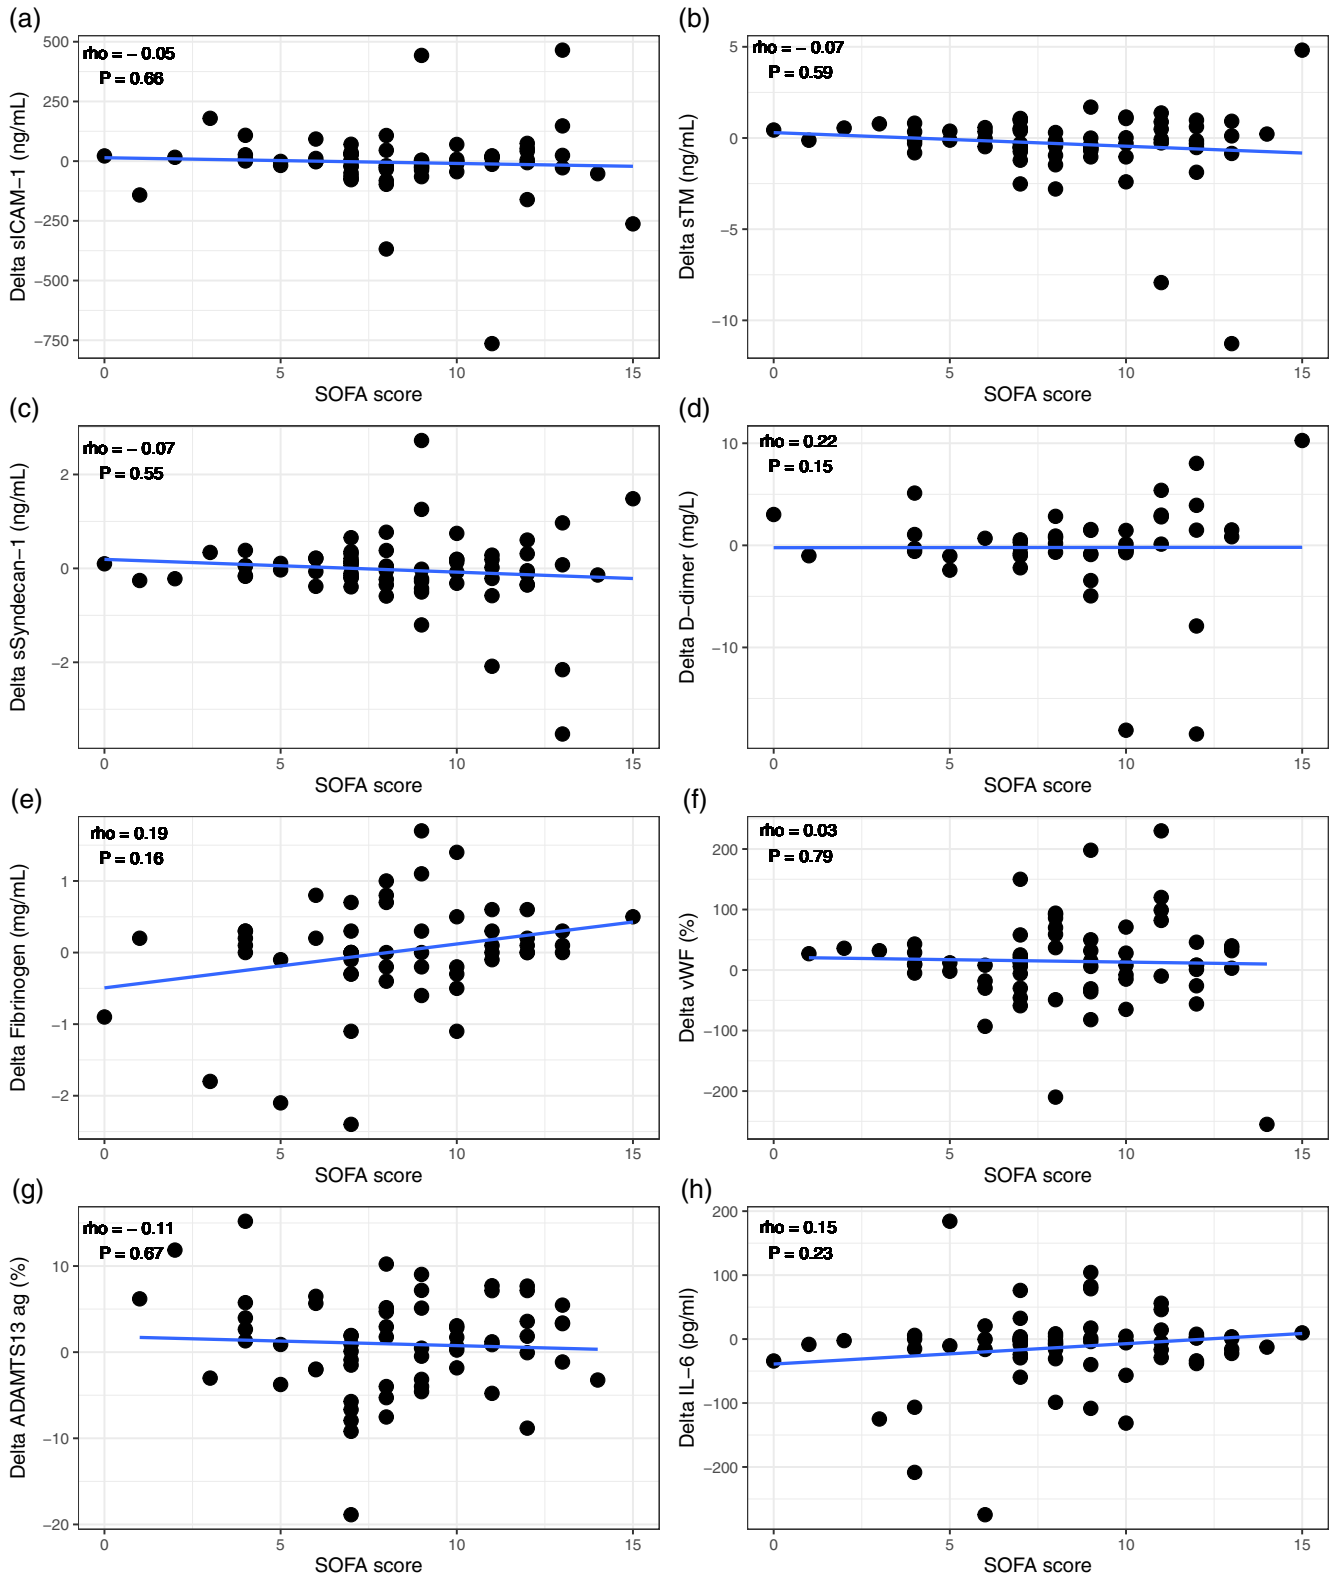 (a)
rho = − 0.05
P = 0.66
Delta sICAM−1 (ng/mL)
500
250
0
−250
−500
−750
0 5 10 15
SOFA score
(b)
rho = − 0.07
P = 0.59
Delta sTM (ng/mL)
5
0
−5
−10
0 5 10 15
SOFA score
(c)
rho = − 0.07
P = 0.55
Delta sSyndecan−1 (ng/mL)
2
0
−2
0 5 10 15
SOFA score
(d)
rho = 0.22
P = 0.15
Delta D−dimer (mg/L)
10
0
−10
0 5 10 15
SOFA score
(e)
rho = 0.19
P = 0.16
Delta Fibrinogen (mg/mL)
1
0
−1
−2
0 5 10 15
SOFA score
(f)
rho = 0.03
P = 0.79
Delta vWF (%)
200
100
0
−100
−200
0 5 10 15
SOFA score
(g)
rho = − 0.11
P = 0.67
Delta ADAMTS13 ag (%)
10
0
−10
−20
0 5 10 15
SOFA score
(h)
rho = 0.15
P = 0.23
Delta IL−6 (pg/ml)
200
100
0
−100
−200
0 5 10 15
SOFA score